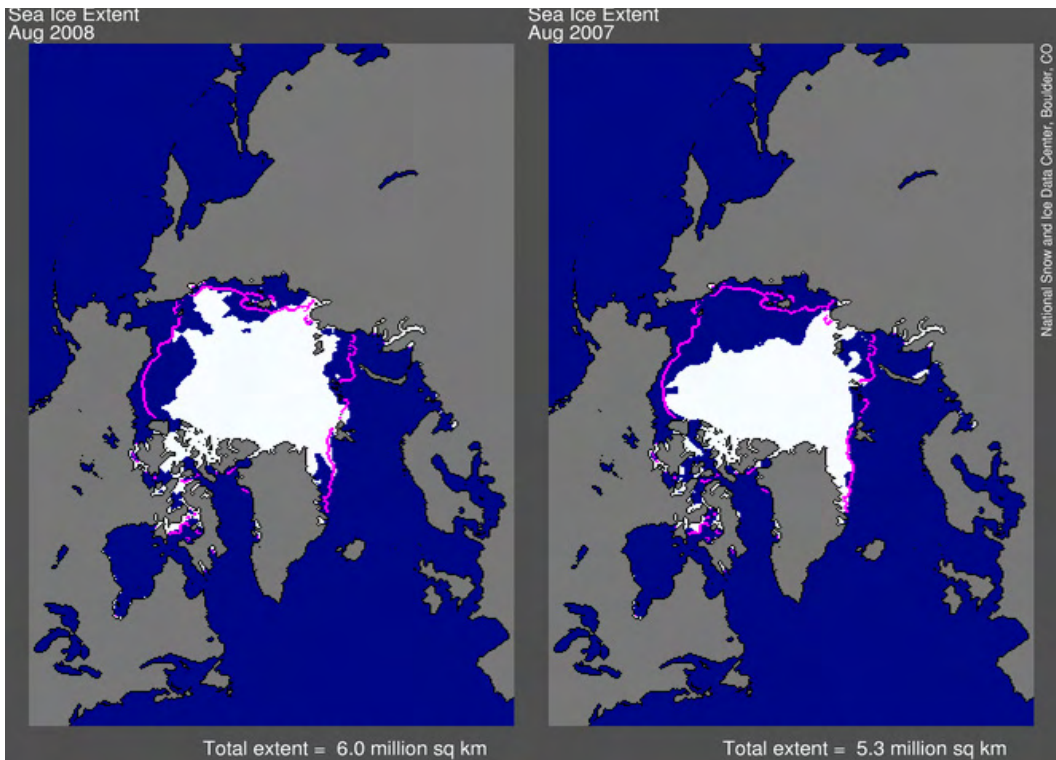 Sea Ice Extent
Aug 2008
Total extent = 6.0 million sq km
Sea Ice Extent
Aug 2007
Total extent = 5.3 million sq km
National Snow and Ice Data Center, Boulder, CO